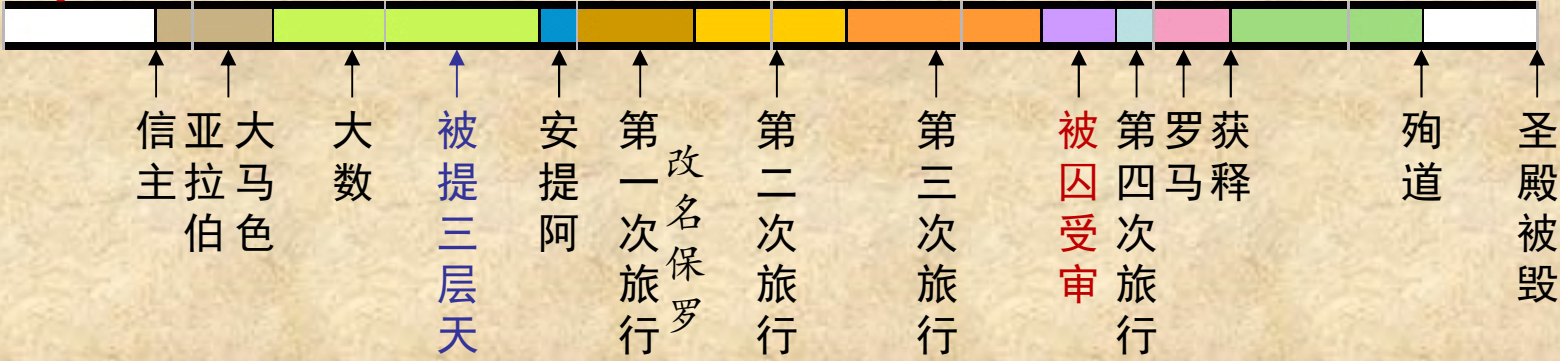 信主
亚拉伯
大马色
大数
被提三层天
安提阿
第一次旅行
改名保罗
第二次旅行
第三次旅行
被囚受审
第四次旅行
罗马
获释
殉道
圣殿被毁